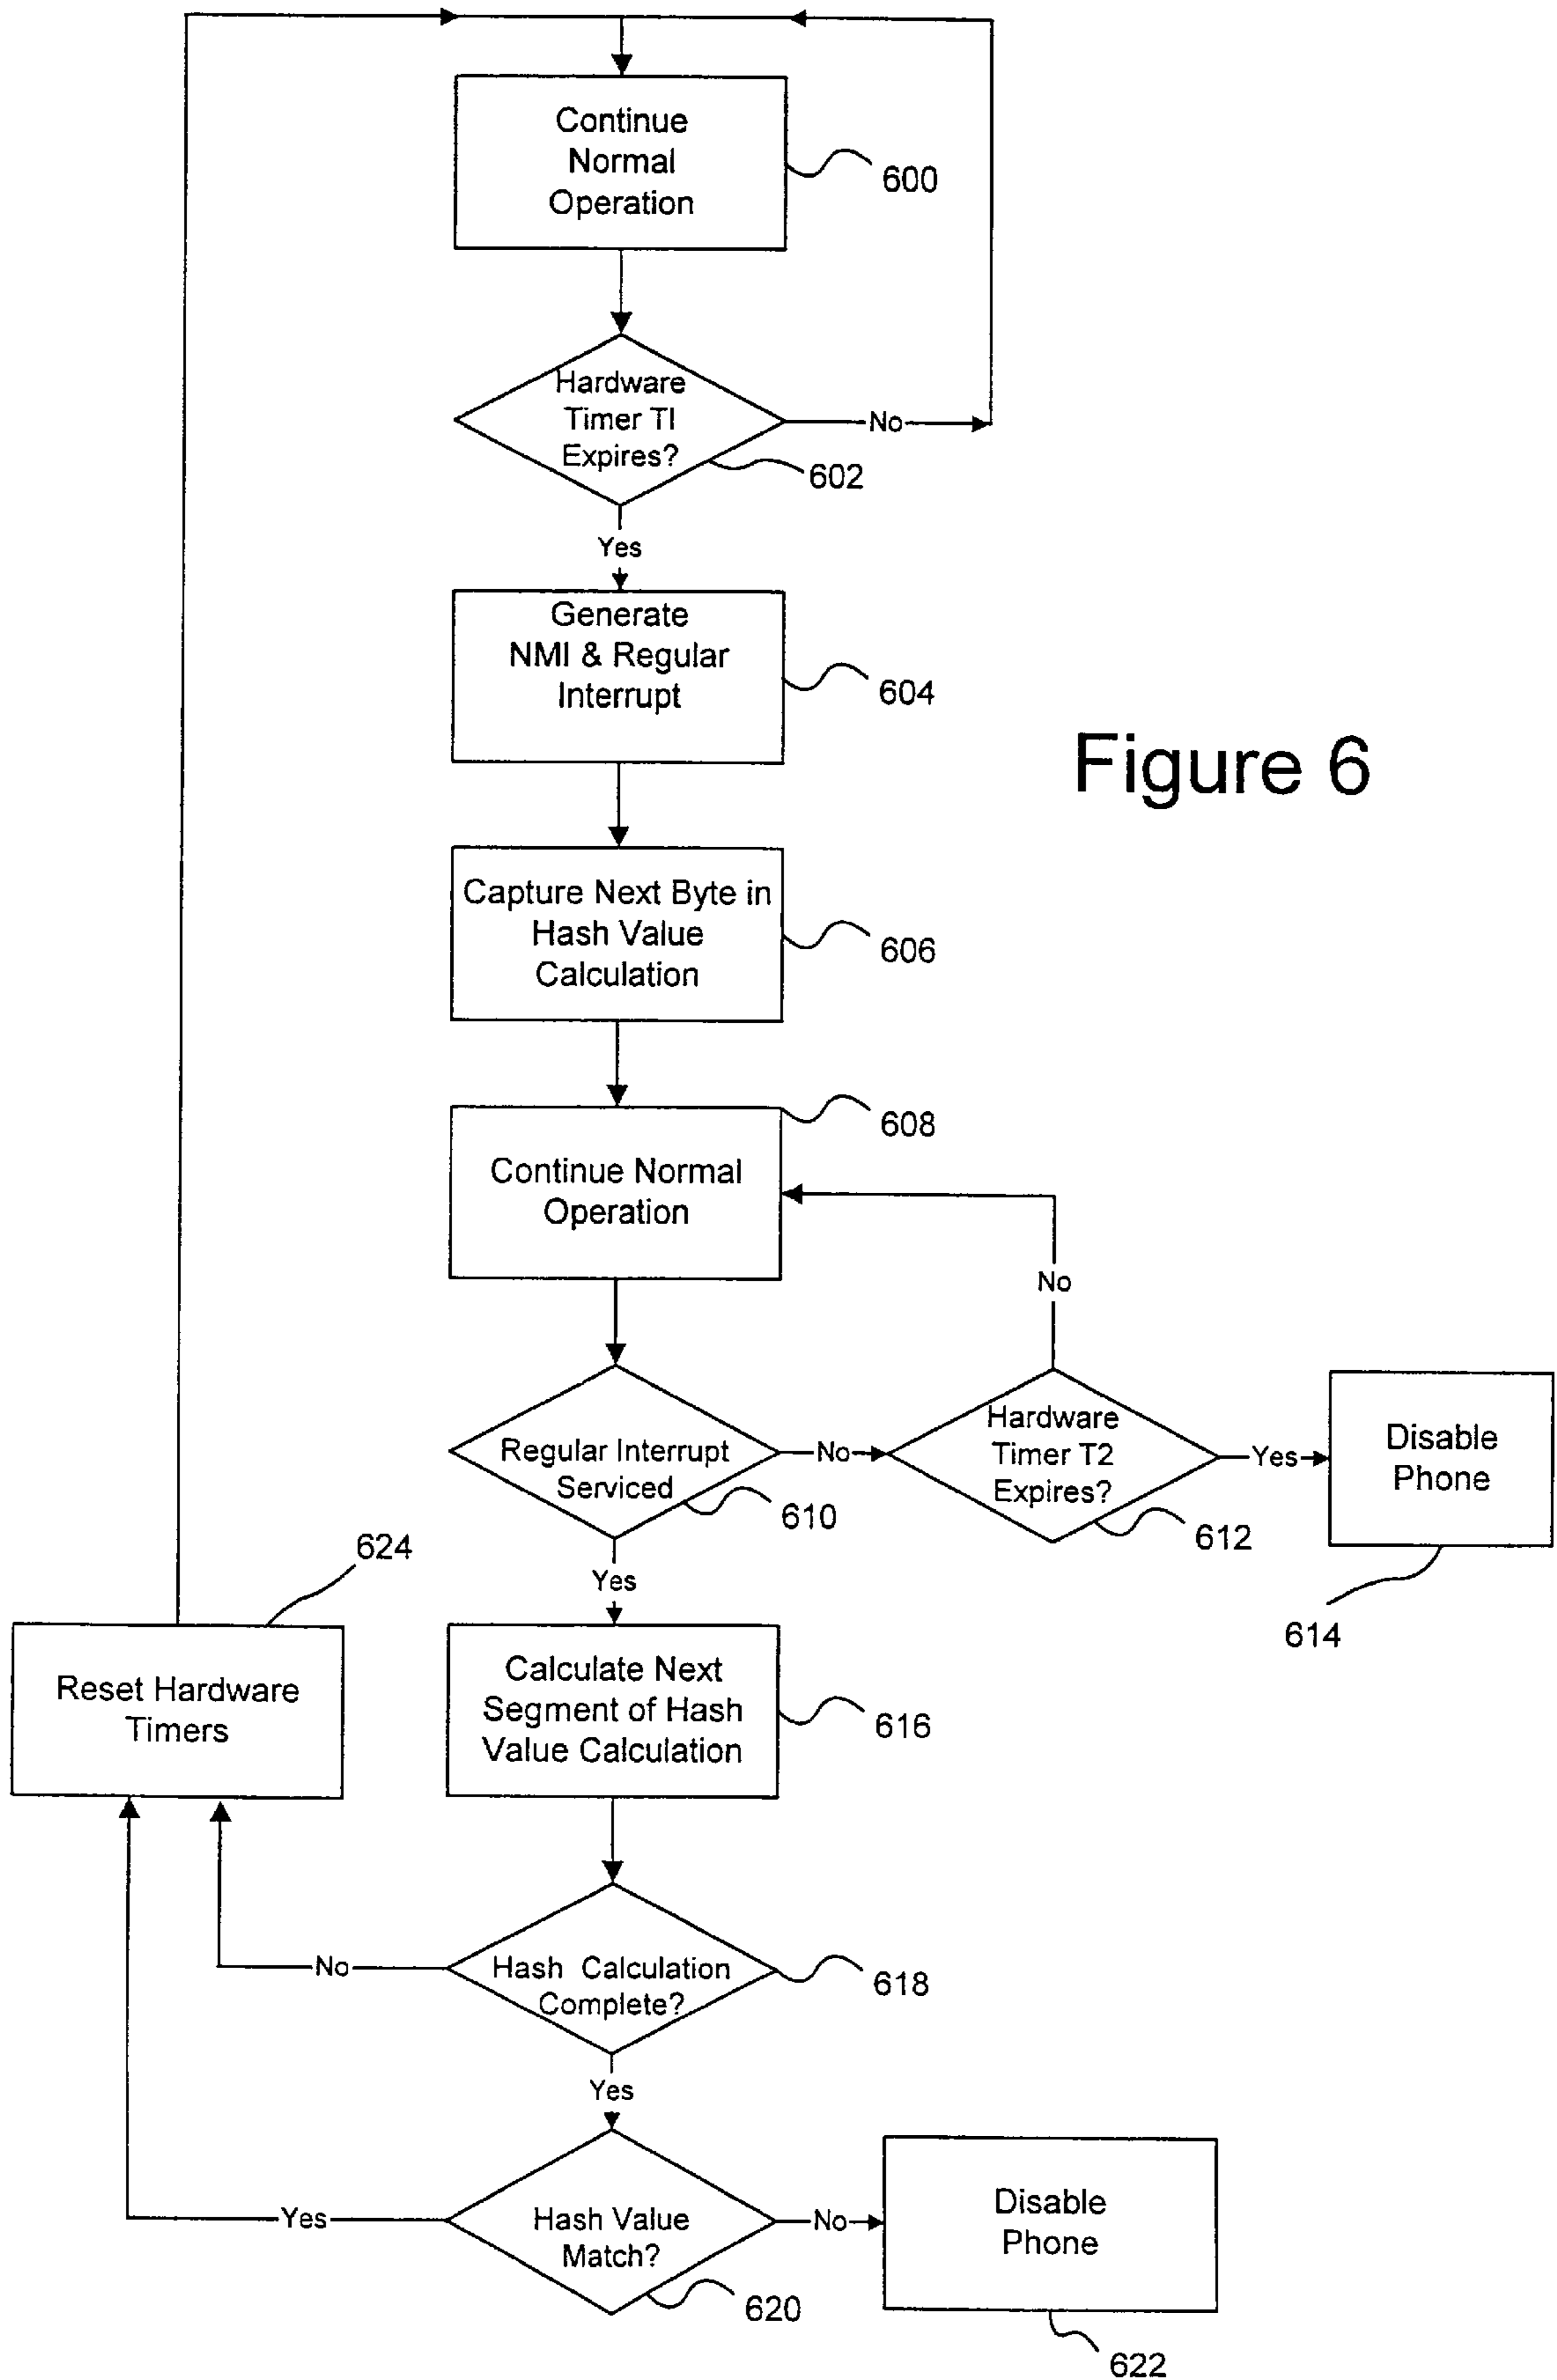 Continue
Normal
Operation
600
Hardware
Timer TI
Expires?
No
602
Yes
Generate
NMI & Regular
Interrupt
604
Figure 6
Capture Next Byte in
Hash Value
Calculation
606
608
Continue Normal
Operation
No
Regular Interrupt
Serviced
No
610
Hardware
Timer T2
Expires?
Yes
612
Disable
Phone
614
Yes
624
Reset Hardware
Timers
Calculate Next
Segment of Hash
Value Calculation
616
No
Hash Calculation
Complete?
618
Yes
Yes
Hash Value
Match?
No
620
Disable
Phone
622